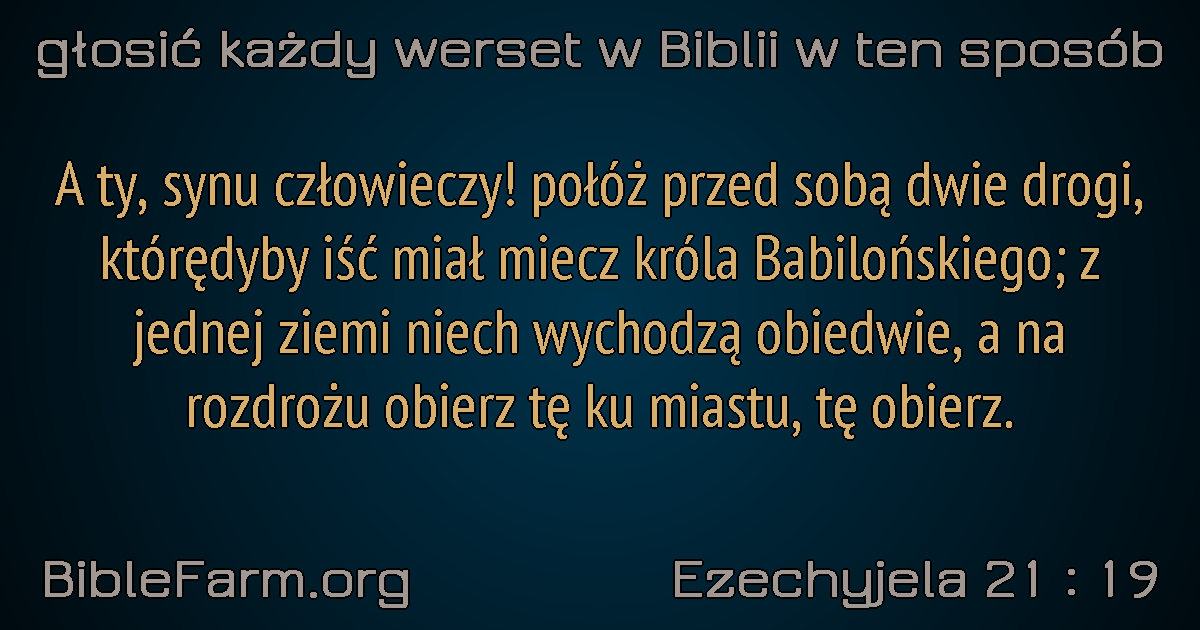 głosić każdy werset w Biblii w ten sposób
A ty, synu człowieczy! połóż przed sobą dwie drogi,
którędyby iść miał miecz króla Babilońskiego; z
jednej ziemi niech wychodzą obiedwie, a na
rozdrożu obierz tę ku miastu, tę obierz.
BibleFarm.org
Ezechyjela 21 : 19